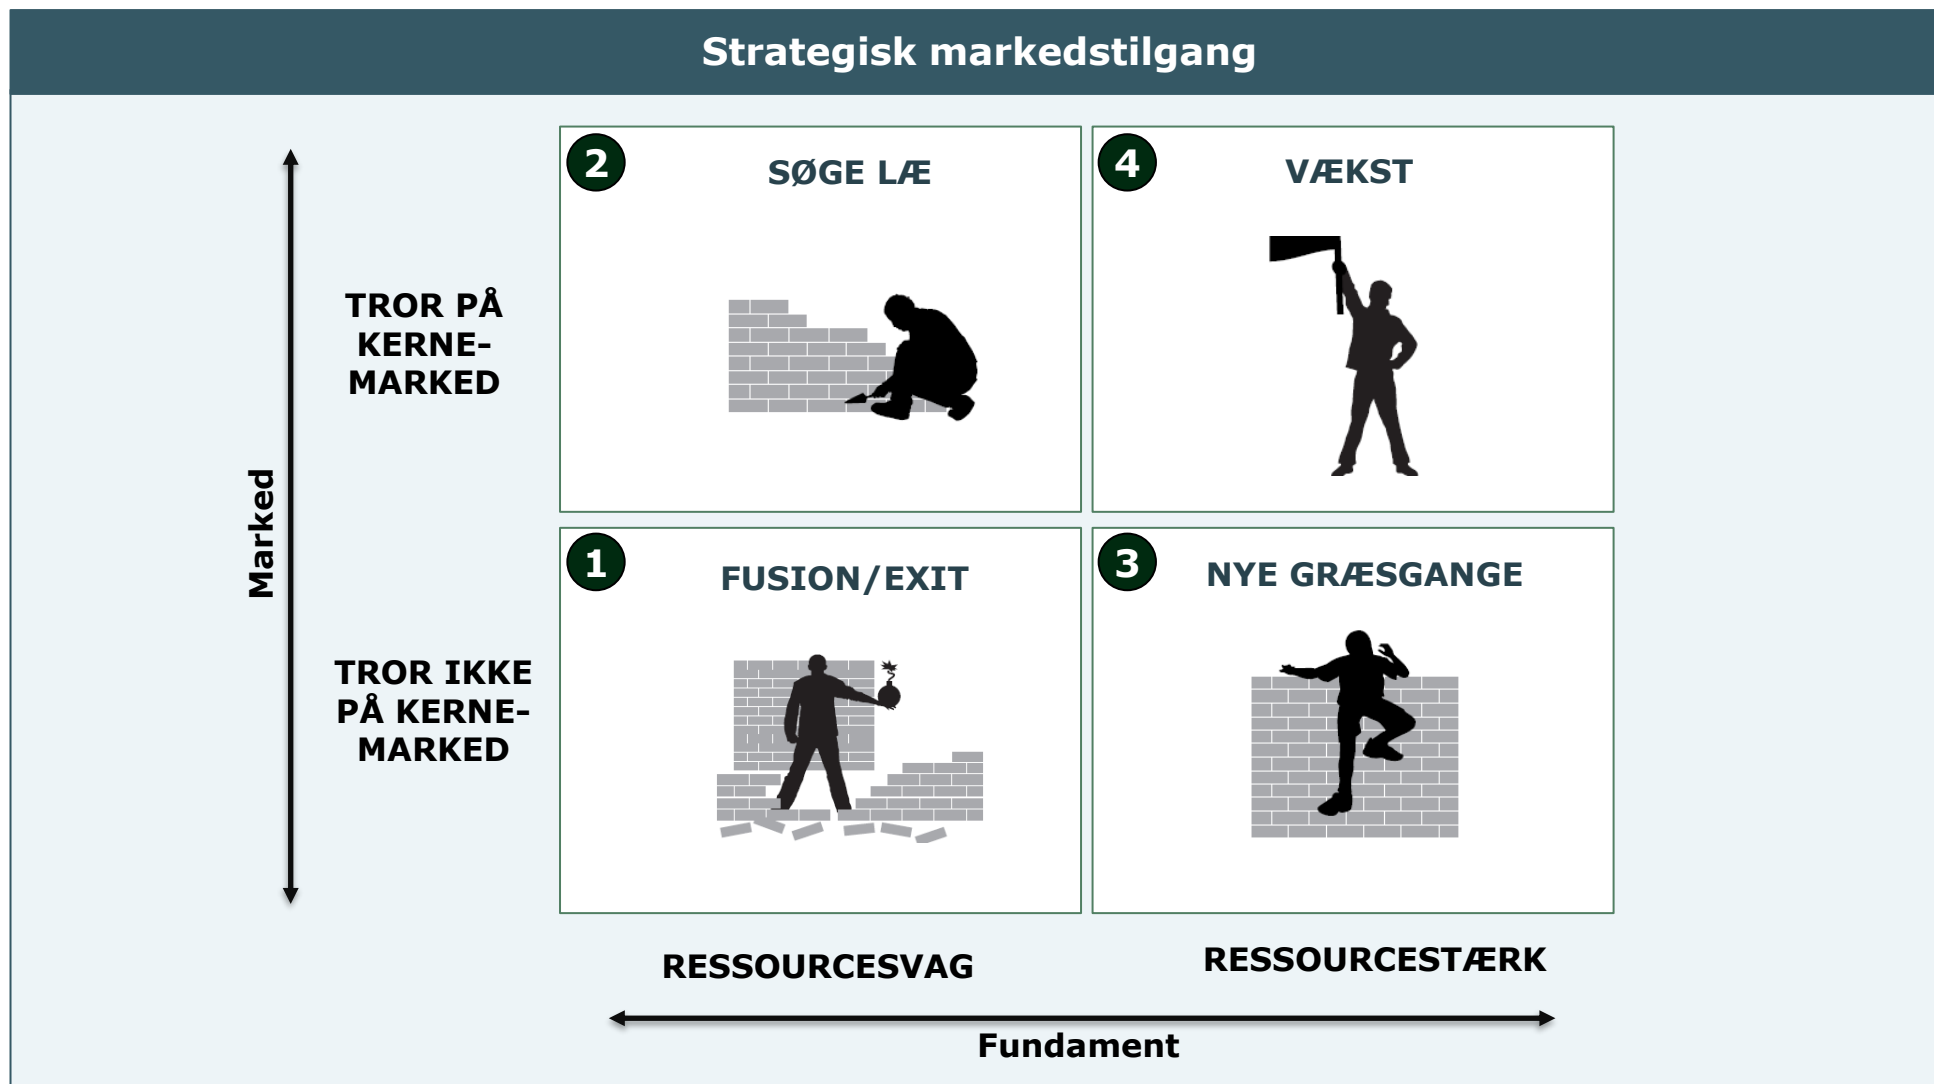 Strategisk markedstilgang
2
SØGE LÆ
4
VÆKST
TROR PÅ
KERNE-
MARKED
Marked
1
FUSION/EXIT
3
NYE GRÆSGANGE
TROR IKKE
PÅ KERNE-
MARKED
RESSOURCESVAG
RESSOURCESTÆRK
Fundament